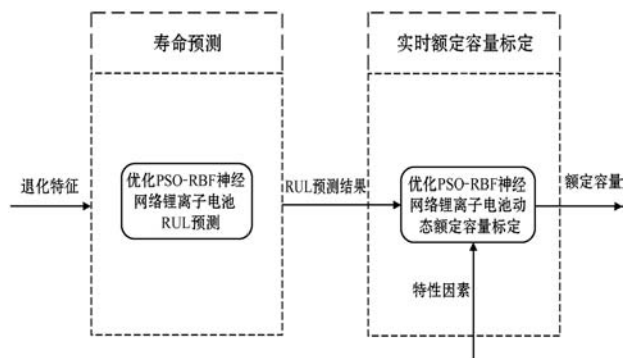 寿命预测
实时额定容量标定
退化特征
优化PSO-RBF神经
网络锂离子电池
RUL预测
RUL预测结果
优化PSO-RBF神经
网络锂离子电池动
态额定容量标定
额定容量
特性因素